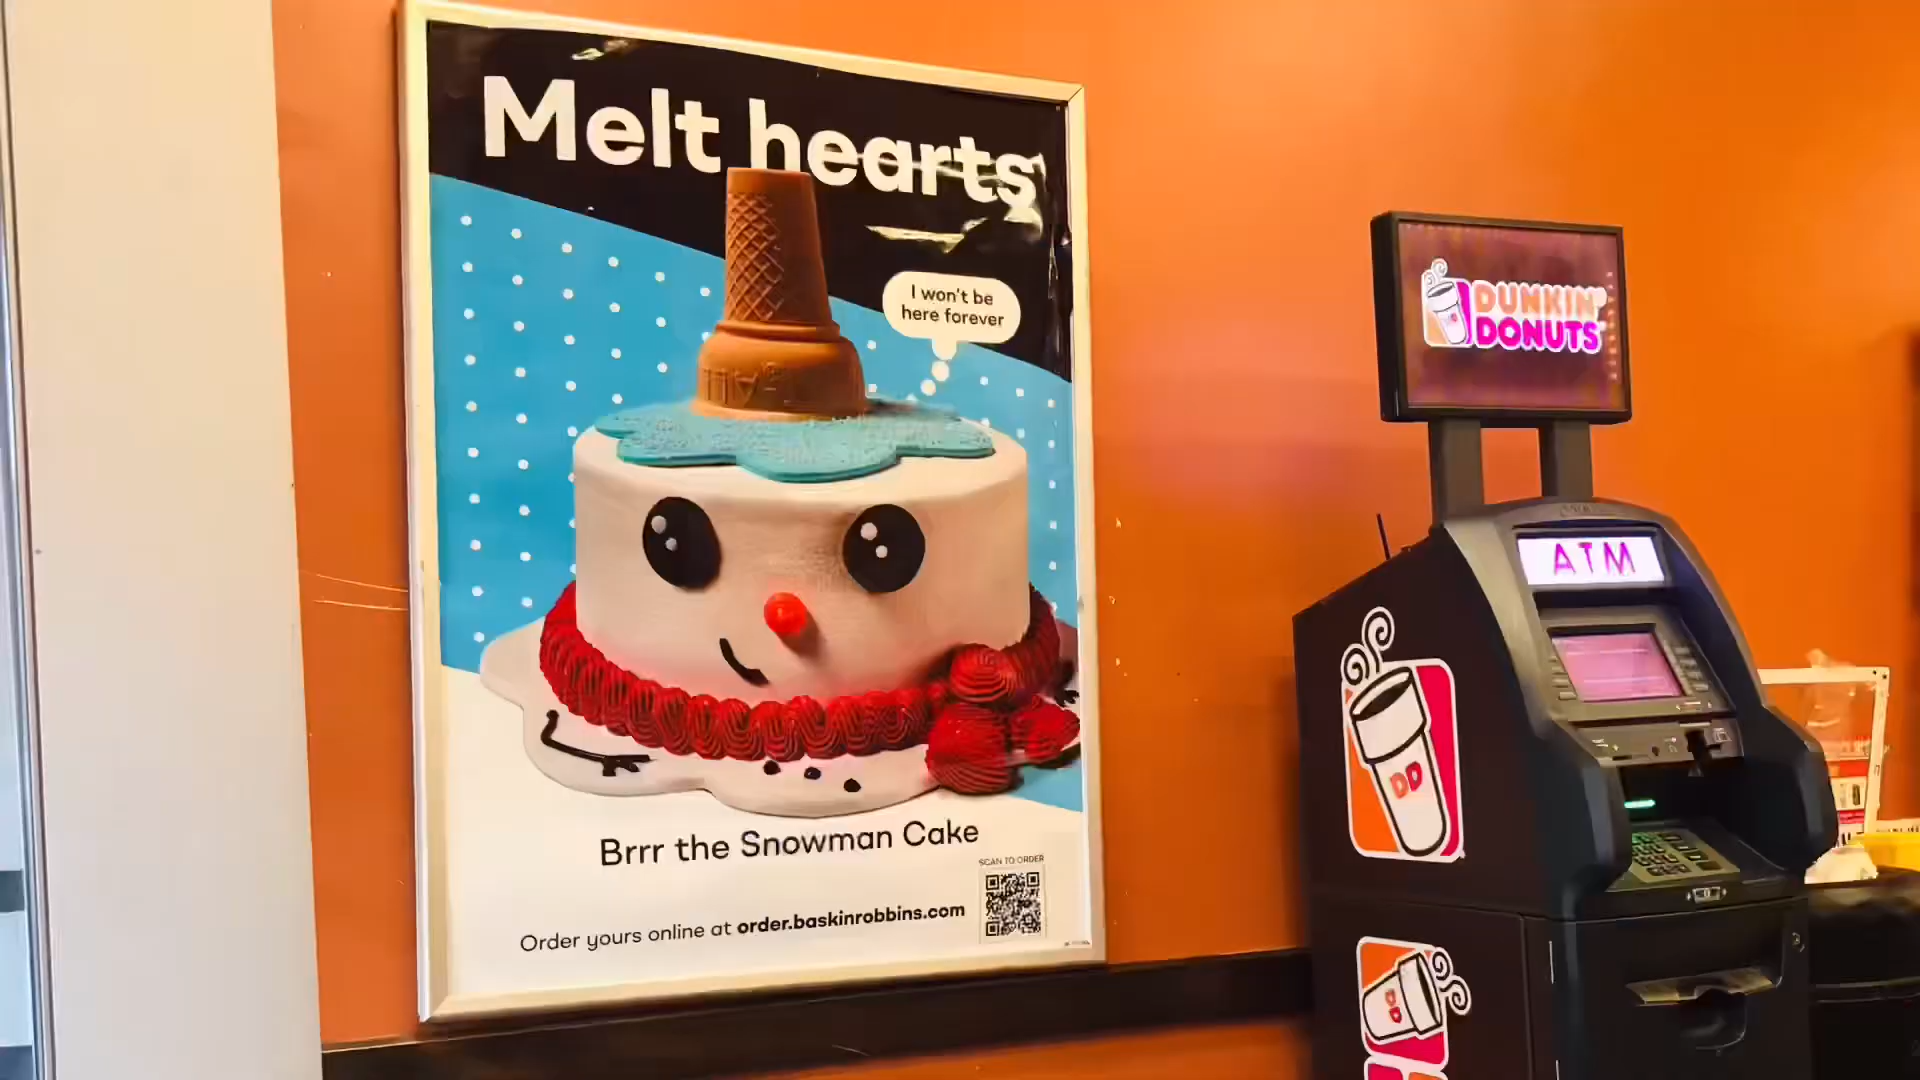 Melt hearts
I won't be
here forever
Brrr the Snowman Cake
SCAN TO ORDER
Order yours online at order.baskinrobbins.com
DUNKIN'
DONUTS
ATM
DD
DD